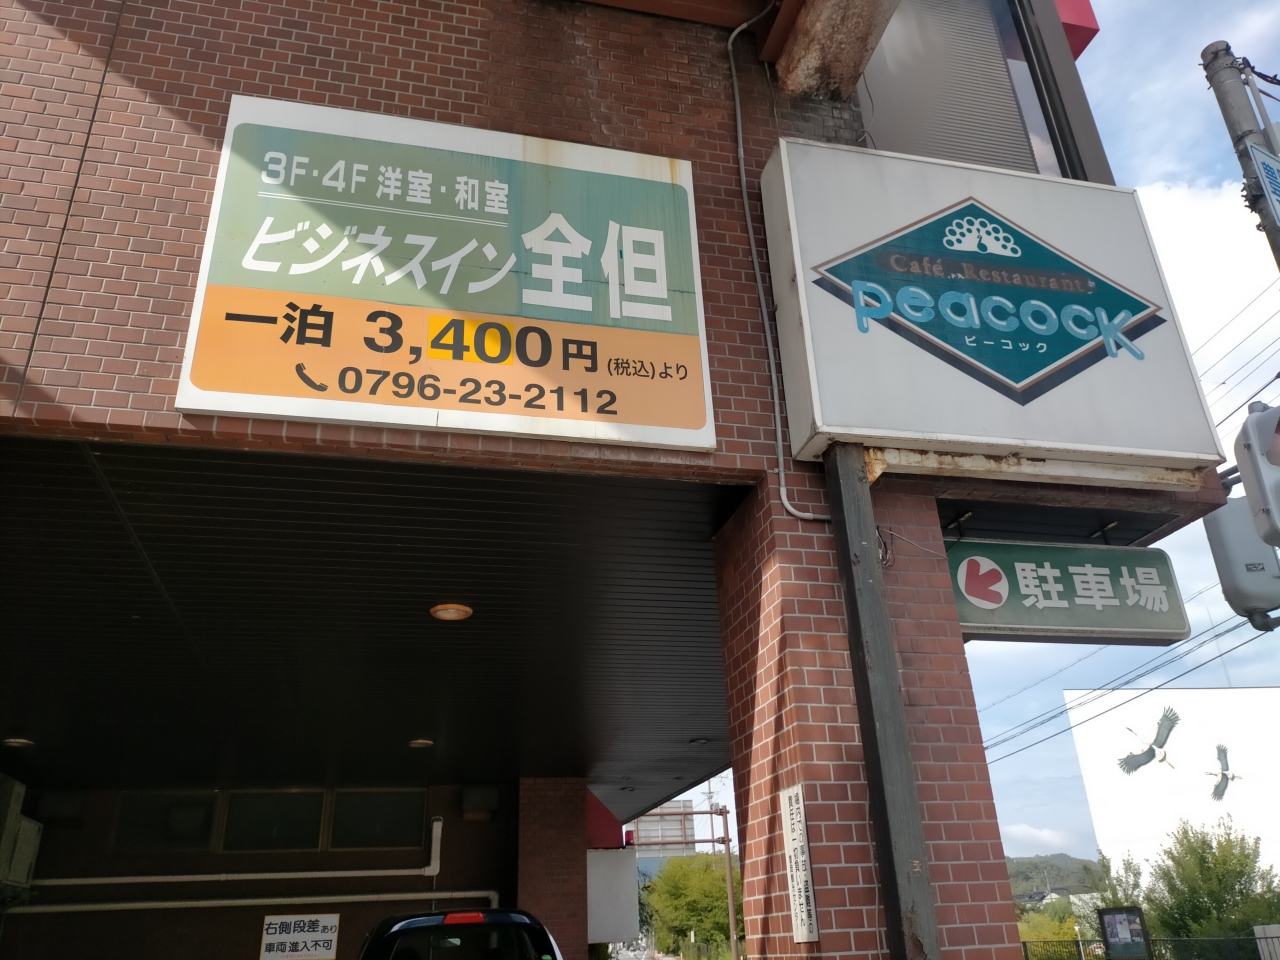 3F・4F 洋室・和室
ビジネスイン全但
一泊 3,400円(税込)より
0796-23-2112
Café Restaurant
peacock
ピーコック
駐車場
右側段差あり
車両進入不可